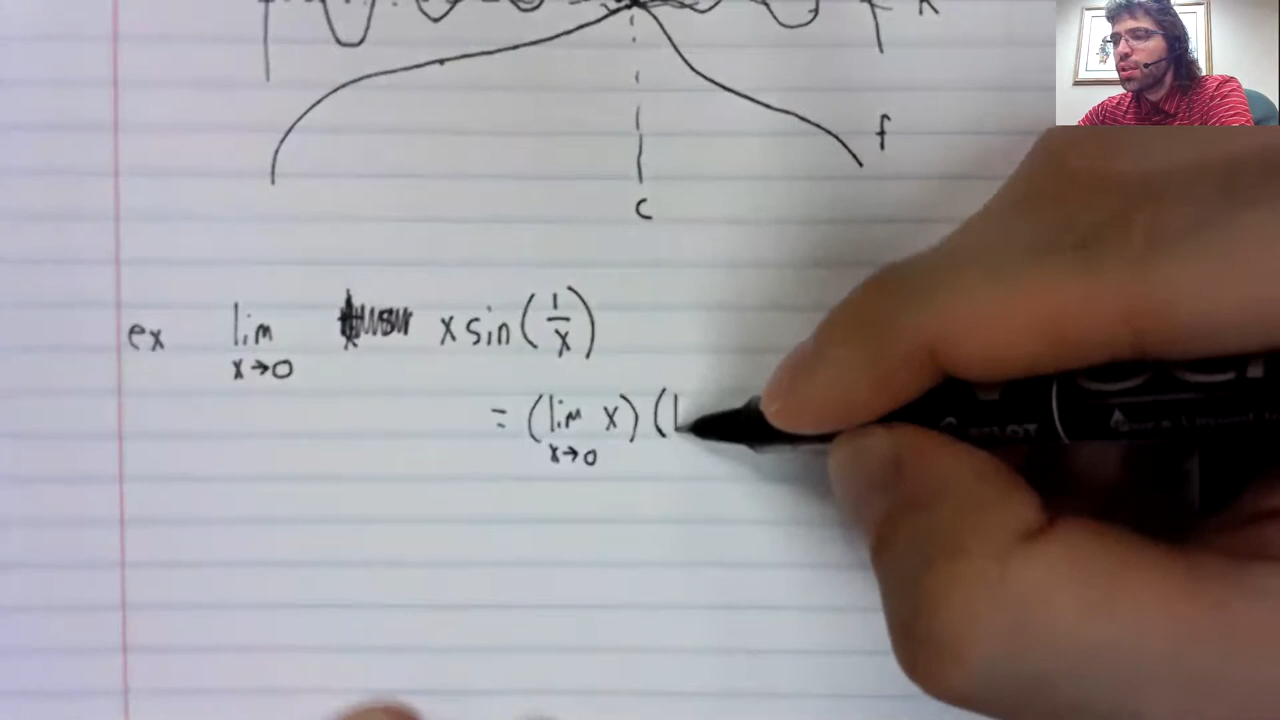 f
c
ex lim x sin(1/x)
x→0
= (lim x) (l
x→0